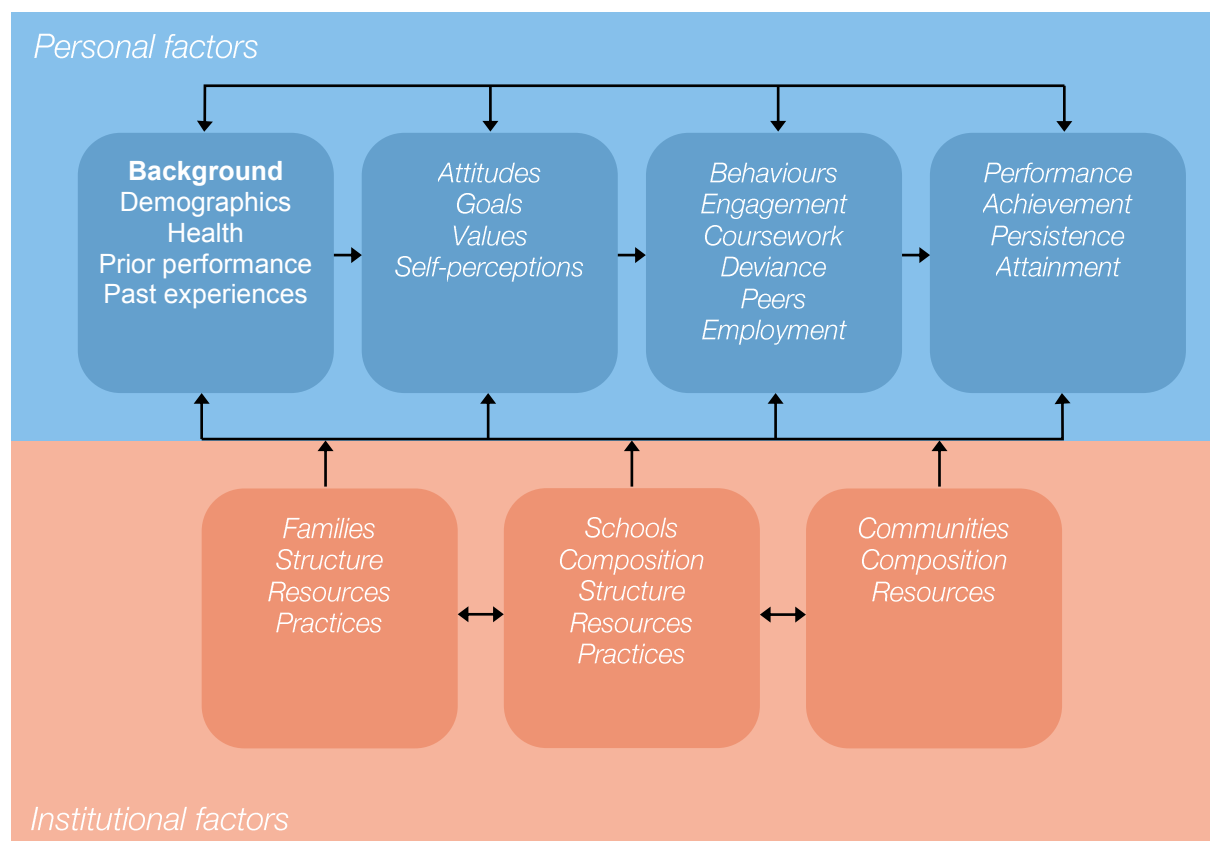 Personal factors
Background
Demographics
Health
Prior performance
Past experiences
Attitudes
Goals
Values
Self-perceptions
Behaviours
Engagement
Coursework
Deviance
Peers
Employment
Performance
Achievement
Persistence
Attainment
Families
Structure
Resources
Practices
Schools
Composition
Structure
Resources
Practices
Communities
Composition
Resources
Institutional factors